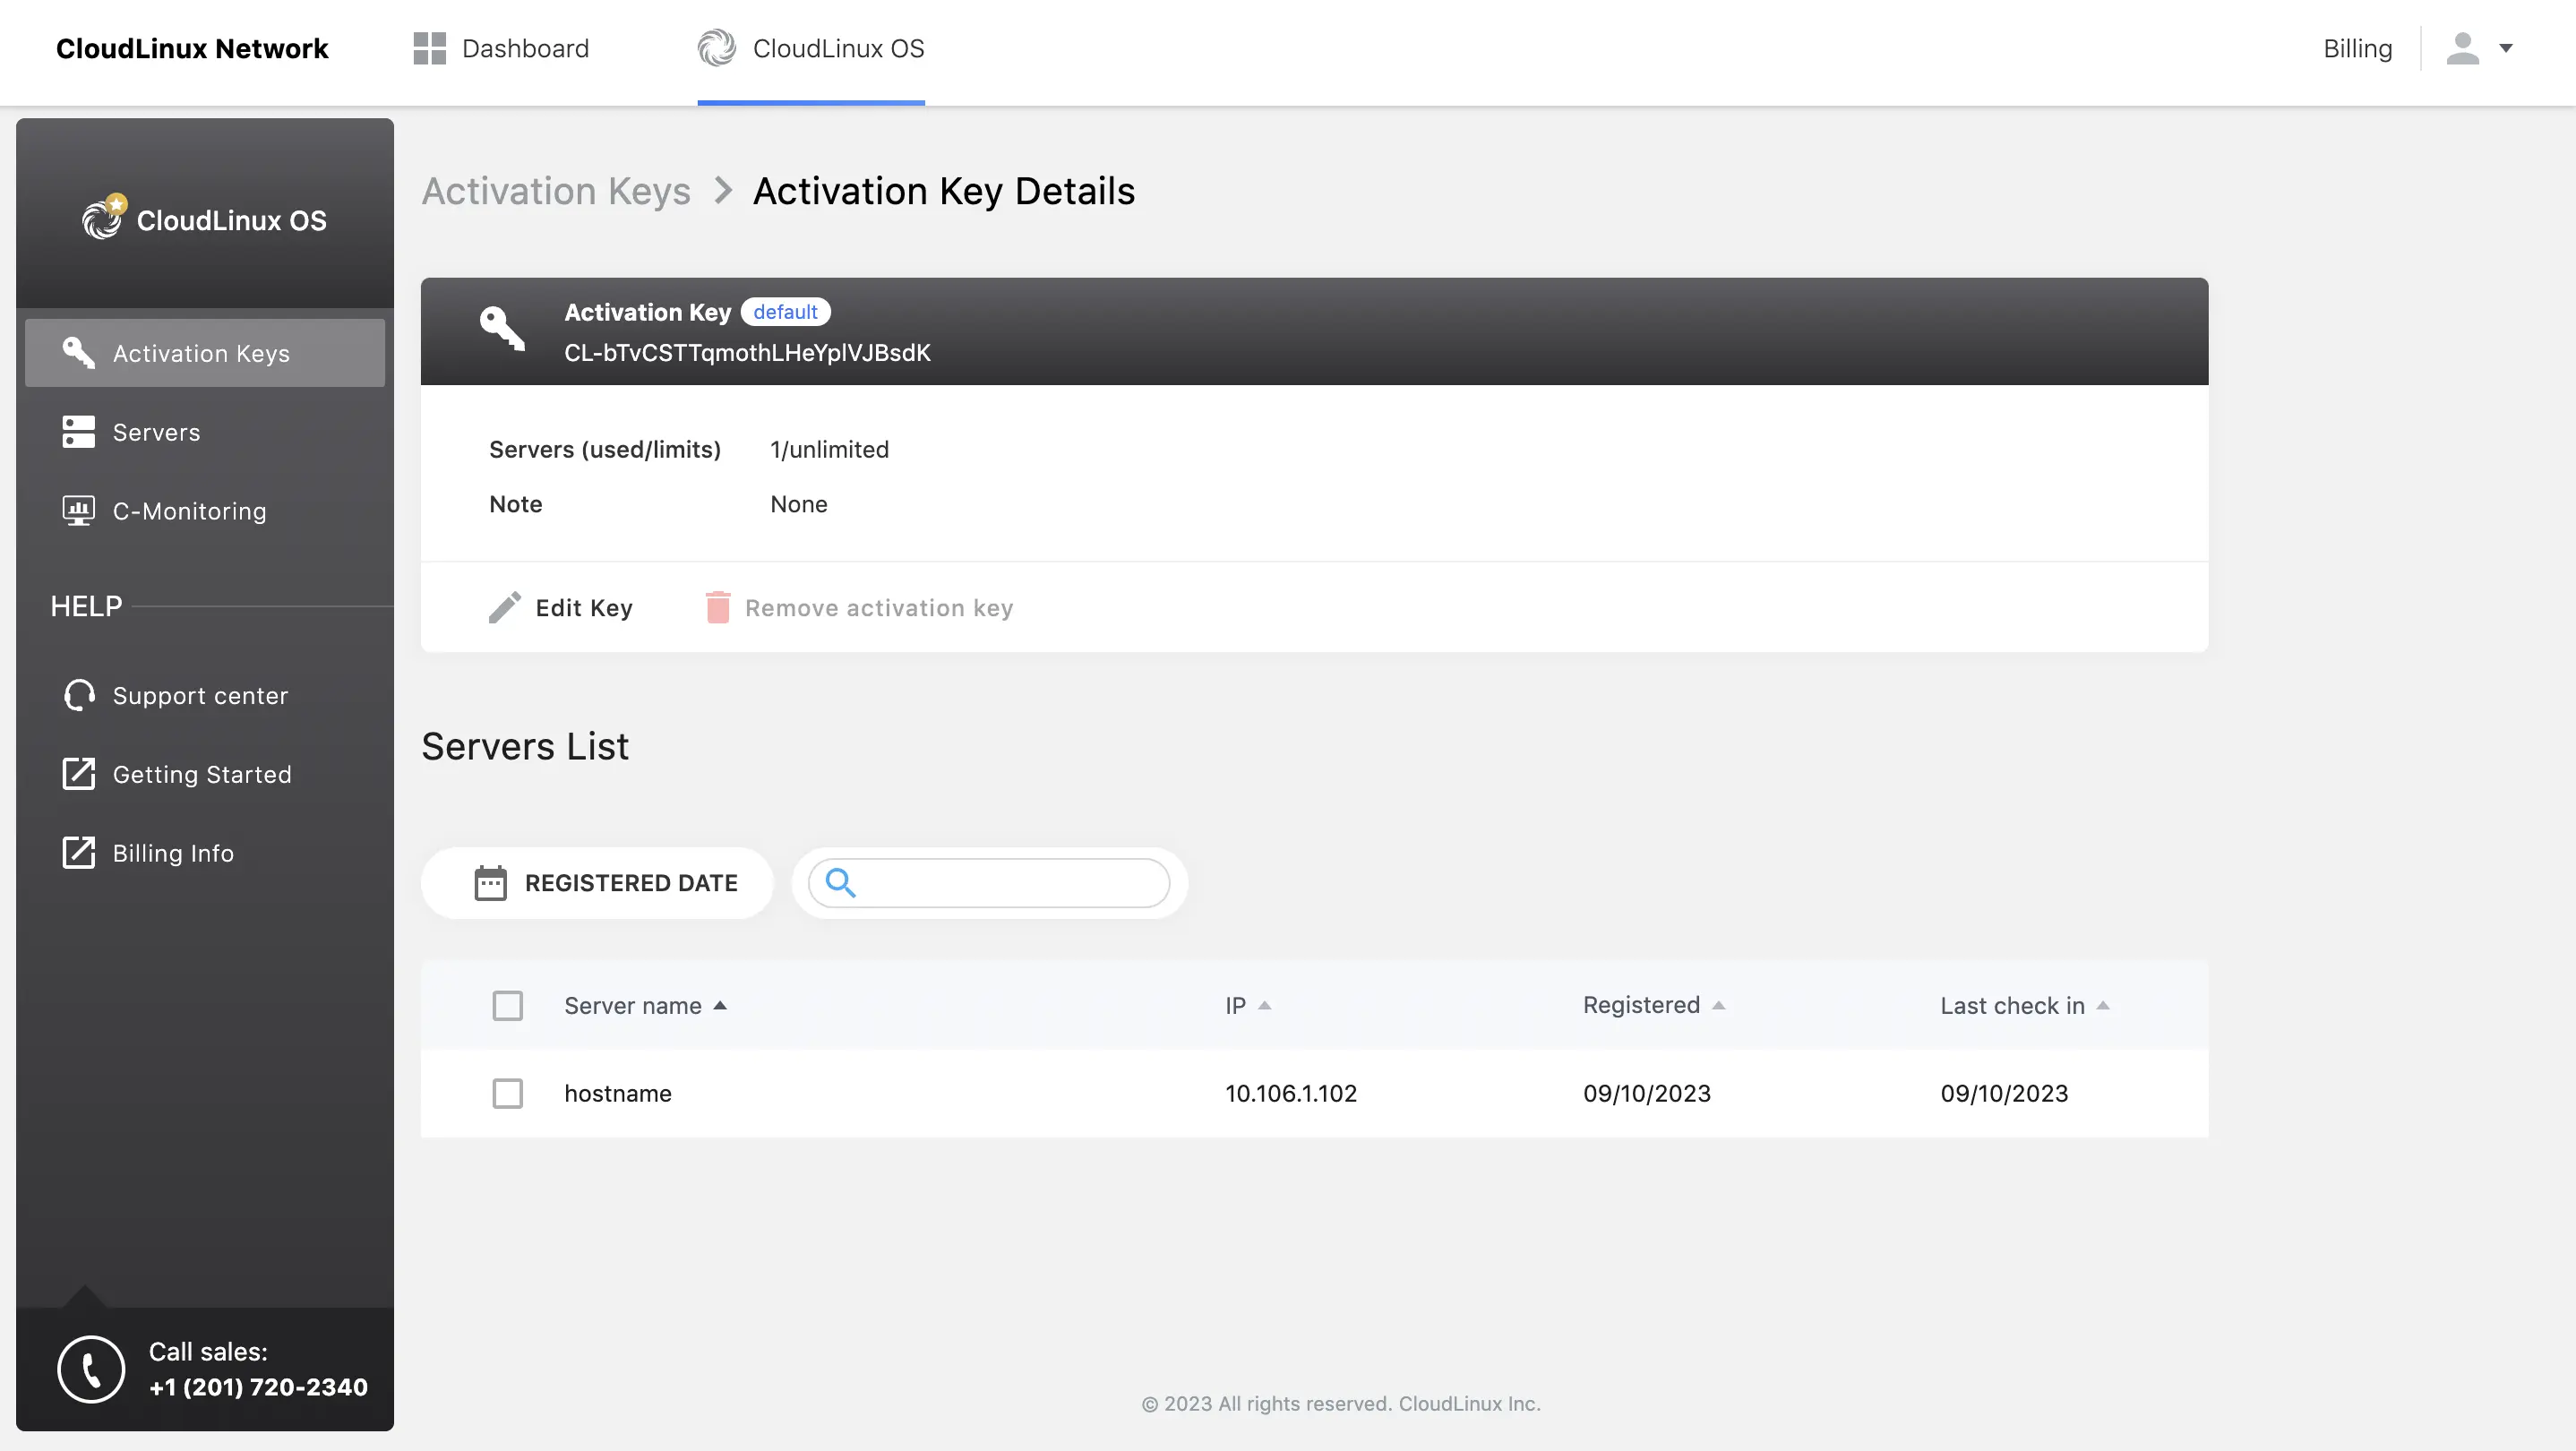 CloudLinux Network
Dashboard
CloudLinux OS
Billing
CloudLinux OS
Activation Keys
Servers
C-Monitoring
HELP
Support center
Getting Started
Billing Info
Call sales:
+1 (201) 720-2340
Activation Keys > Activation Key Details
Activation Key default
CL-bTvCSTTqmothLHeYplVJBsdK
Servers (used/limits) 1/unlimited
Note None
Edit Key Remove activation key
Servers List
REGISTERED DATE
Server name IP Registered Last check in
hostname 10.106.1.102 09/10/2023 09/10/2023
© 2023 All rights reserved. CloudLinux Inc.